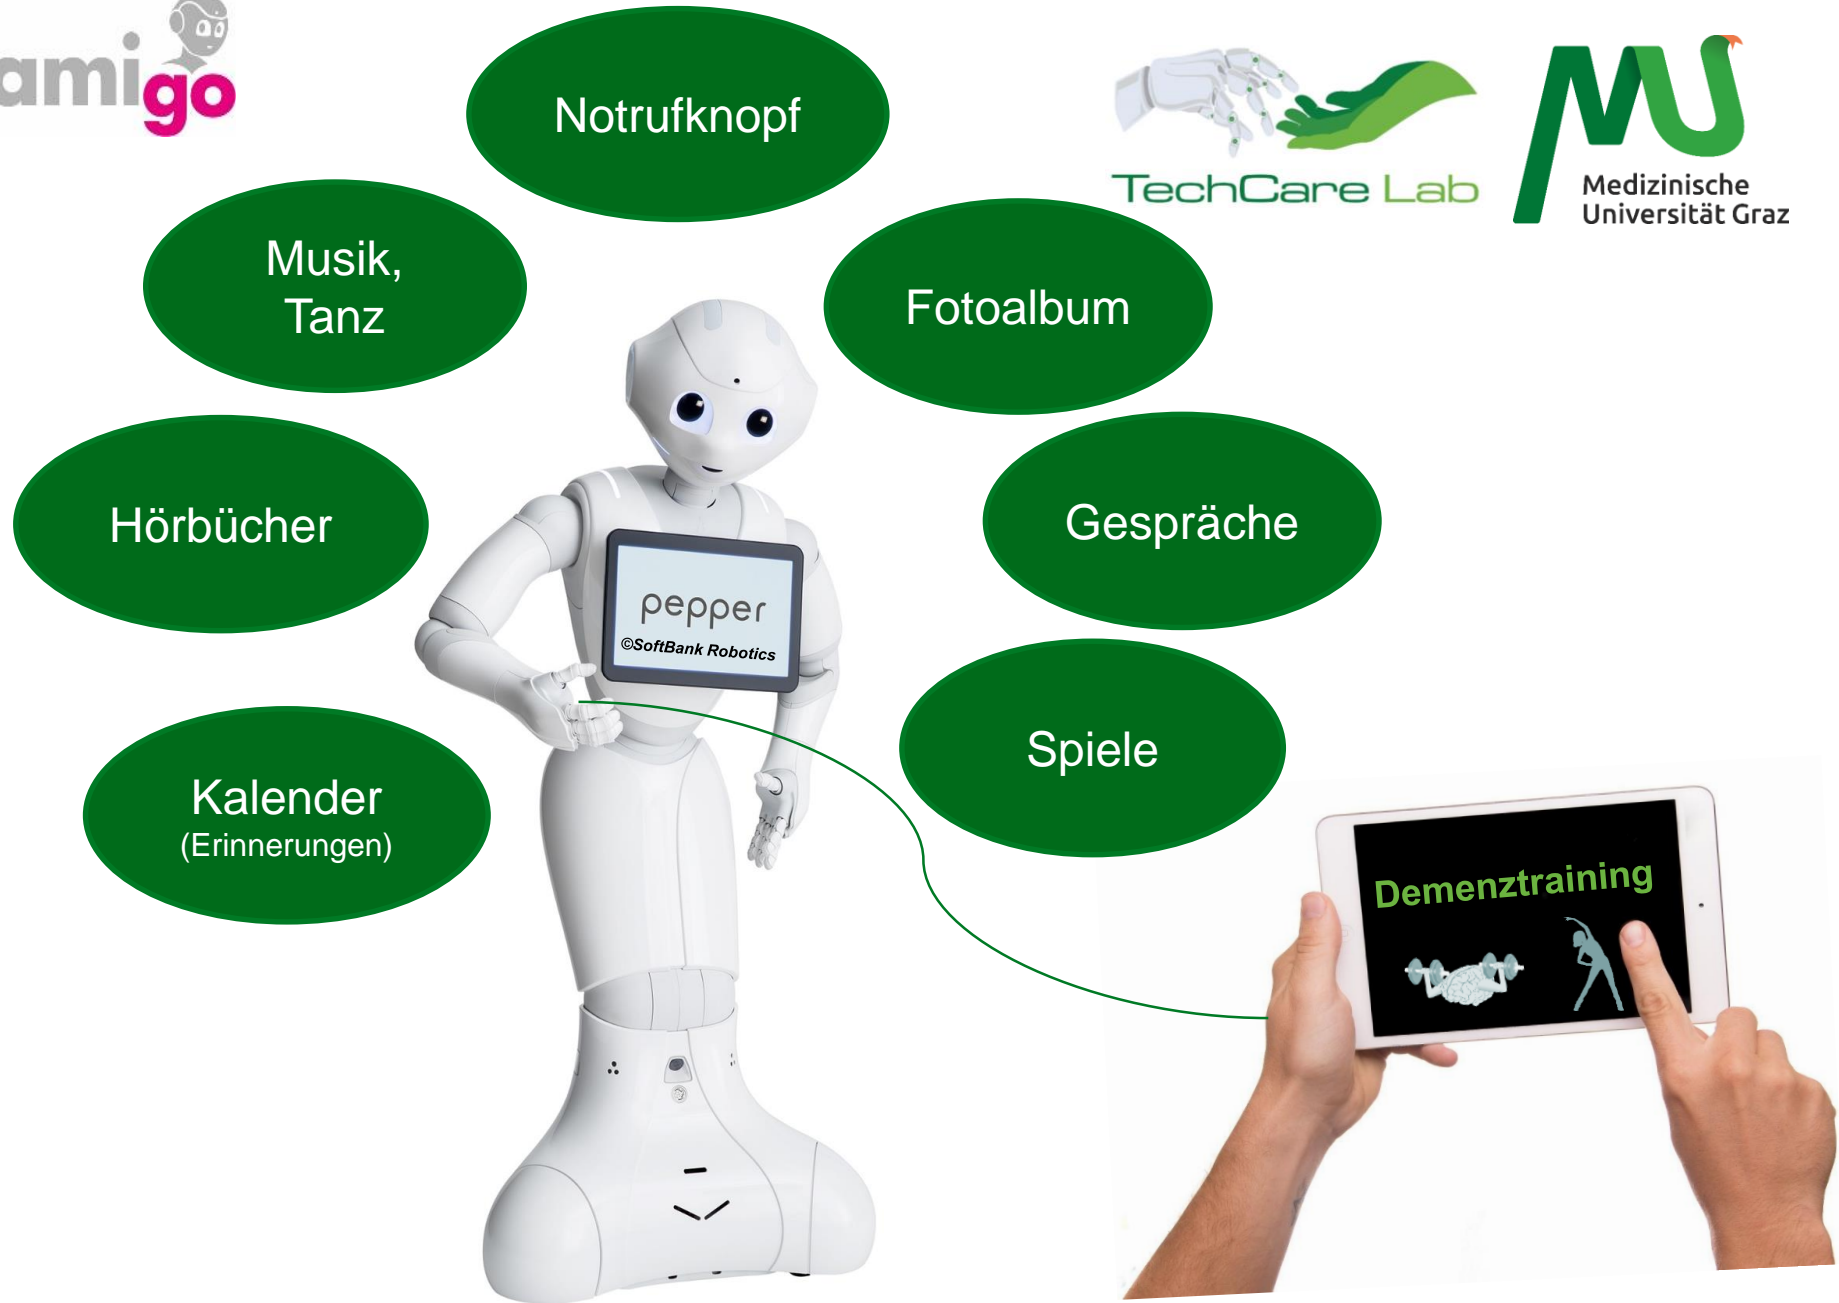 amigo
Notrufknopf
TechCare Lab
Medizinische
Universität Graz
Musik,
Tanz
Fotoalbum
Hörbücher
Gespräche
pepper
©SoftBank Robotics
Spiele
Kalender
(Erinnerungen)
Demenztraining